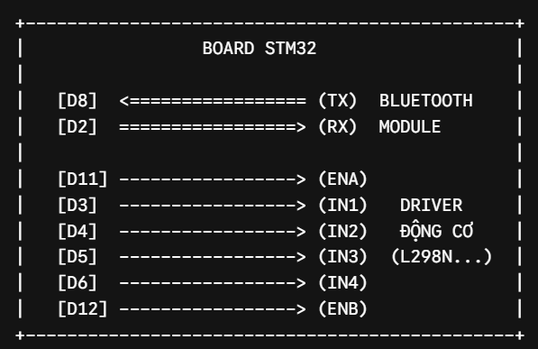 +-----------------------------------------------+
| BOARD STM32 |
| |
| [D8] <================ (TX) BLUETOOTH |
| [D2] ================> (RX) MODULE |
| |
| [D11] -----------------> (ENA) |
| [D3] -----------------> (IN1) DRIVER |
| [D4] -----------------> (IN2) ĐỘNG CƠ |
| [D5] -----------------> (IN3) (L298N...) |
| [D6] -----------------> (IN4) |
| [D12] -----------------> (ENB) |
+-----------------------------------------------+